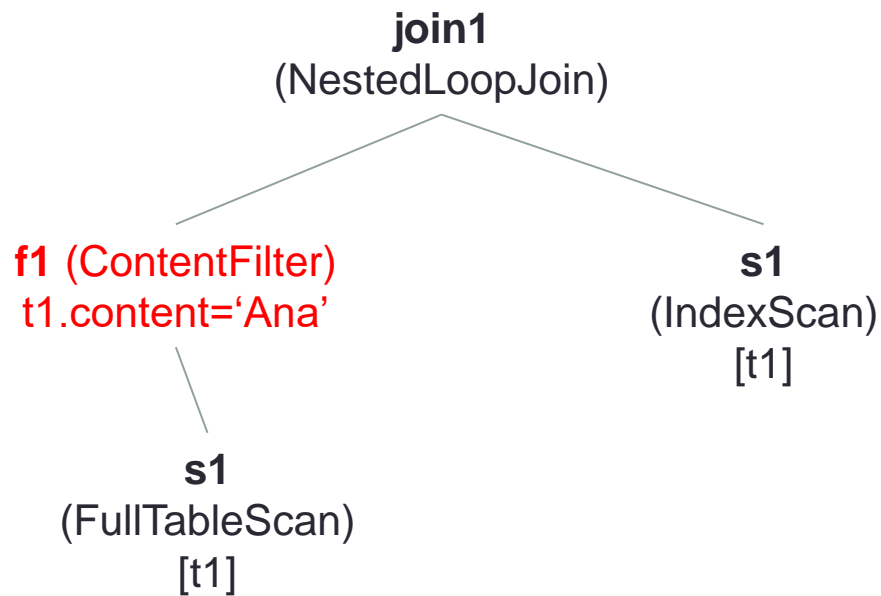 join1
(NestedLoopJoin)
f1 (ContentFilter)
t1.content=‘Ana’
s1
(IndexScan)
[t1]
s1
(FullTableScan)
[t1]